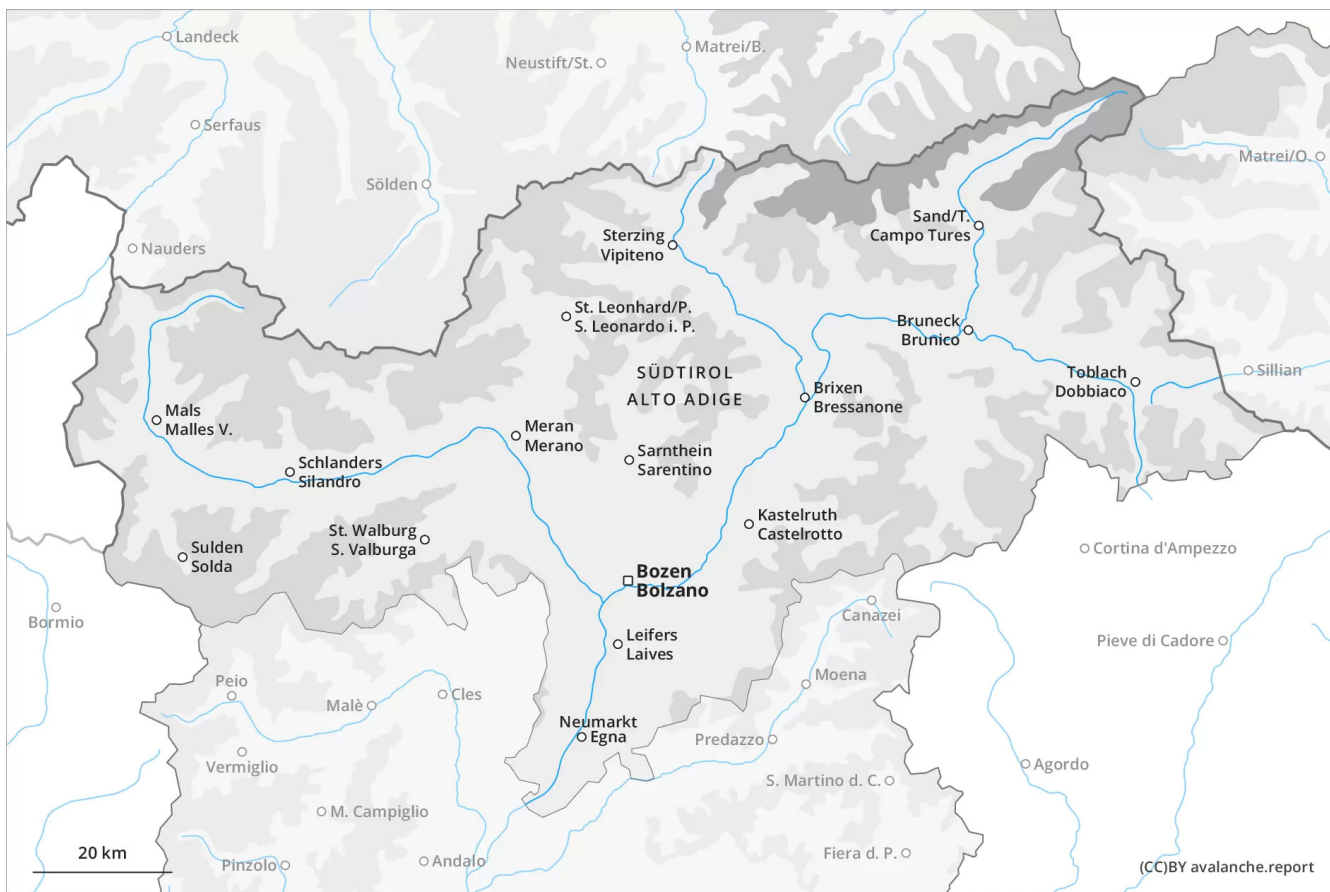 Landeck
Matrei/B.
Neustift/St.
Serfaus
Matrei/O.
Sölden
Sand/T.
Campo Tures
Nauders
Sterzing
Vipiteno
St. Leonhard/P.
S. Leonardo i. P.
Bruneck
Brunico
SÜDTIROL
ALTO ADIGE
Toblach
Dobbiaco
Sillian
Brixen
Bressanone
Mals
Malles V.
Meran
Merano
Sarnthein
Sarentino
Schlanders
Silandro
Kastelruth
Castelrotto
St. Walburg
S. Valburga
Sulden
Solda
Cortina d'Ampezzo
Bozen
Bolzano
Bormio
Canazei
Leifers
Laives
Pieve di Cadore
Peio
Moena
Malè
Cles
Neumarkt
Egna
Predazzo
Vermiglio
Agordo
S. Martino d. C.
M. Campiglio
20 km
Pinzolo
Andalo
Fiera d. P.
(CC)BY avalanche.report